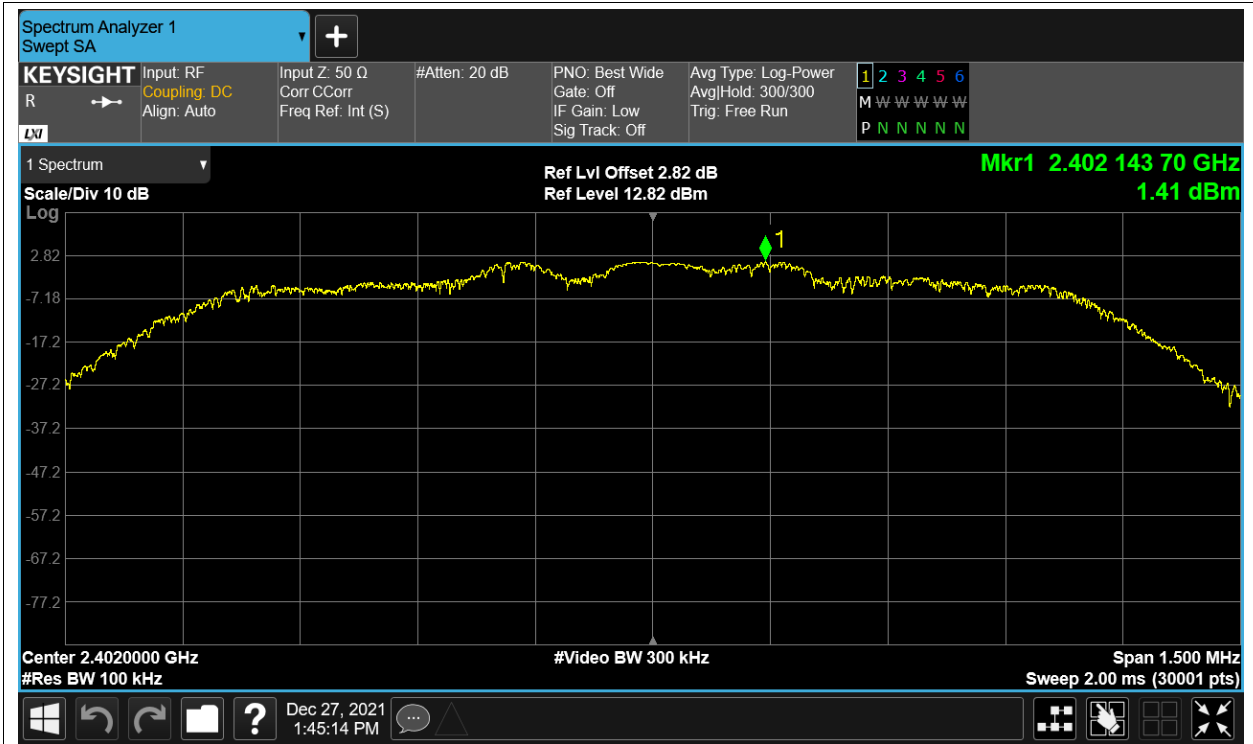 Spectrum Analyzer 1
Swept SA
KEYSIGHT
R
LXI
Input: RF
Coupling: DC
Align: Auto
Input Z: 50 Ω
Corr CCorr
Freq Ref: Int (S)
#Atten: 20 dB
PNO: Best Wide
Gate: Off
IF Gain: Low
Sig Track: Off
Avg Type: Log-Power
Avg|Hold: 300/300
Trig: Free Run
1 2 3 4 5 6
M W W W W W
P N N N N N
1 Spectrum
Scale/Div 10 dB
Log
Ref Lvl Offset 2.82 dB
Ref Level 12.82 dBm
Mkr1 2.402 143 70 GHz
1.41 dBm
1
2.82
-7.18
-17.2
-27.2
-37.2
-47.2
-57.2
-67.2
-77.2
Center 2.4020000 GHz
#Video BW 300 kHz
Span 1.500 MHz
#Res BW 100 kHz
Sweep 2.00 ms (30001 pts)
?
Dec 27, 2021
1:45:14 PM